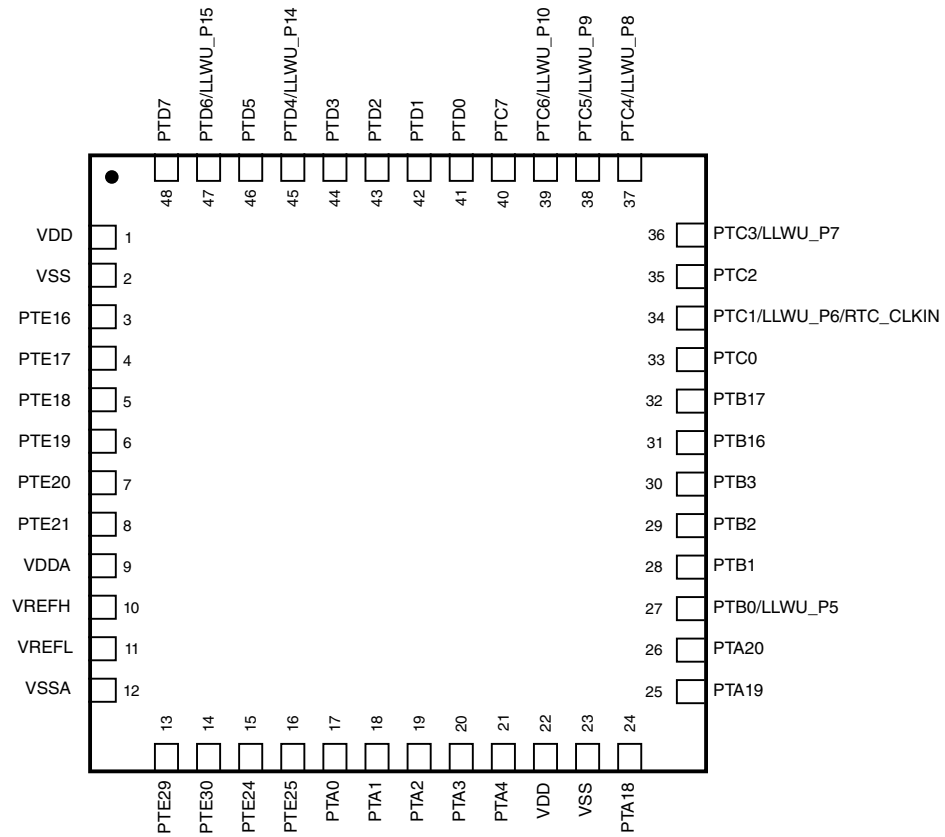 PTD7
PTD6/LLWU_P15
PTD5
PTD4/LLWU_P14
PTD3
PTD2
PTD1
PTD0
PTC7
PTC6/LLWU_P10
PTC5/LLWU_P9
PTC4/LLWU_P8
48
47
46
45
44
43
42
41
40
39
38
37
VDD 1
VSS 2
PTE16 3
PTE17 4
PTE18 5
PTE19 6
PTE20 7
PTE21 8
VDDA 9
VREFH 10
VREFL 11
VSSA 12
36 PTC3/LLWU_P7
35 PTC2
34 PTC1/LLWU_P6/RTC_CLKIN
33 PTC0
32 PTB17
31 PTB16
30 PTB3
29 PTB2
28 PTB1
27 PTB0/LLWU_P5
26 PTA20
25 PTA19
13
14
15
16
17
18
19
20
21
22
23
24
PTE29
PTE30
PTE24
PTE25
PTA0
PTA1
PTA2
PTA3
PTA4
VDD
VSS
PTA18